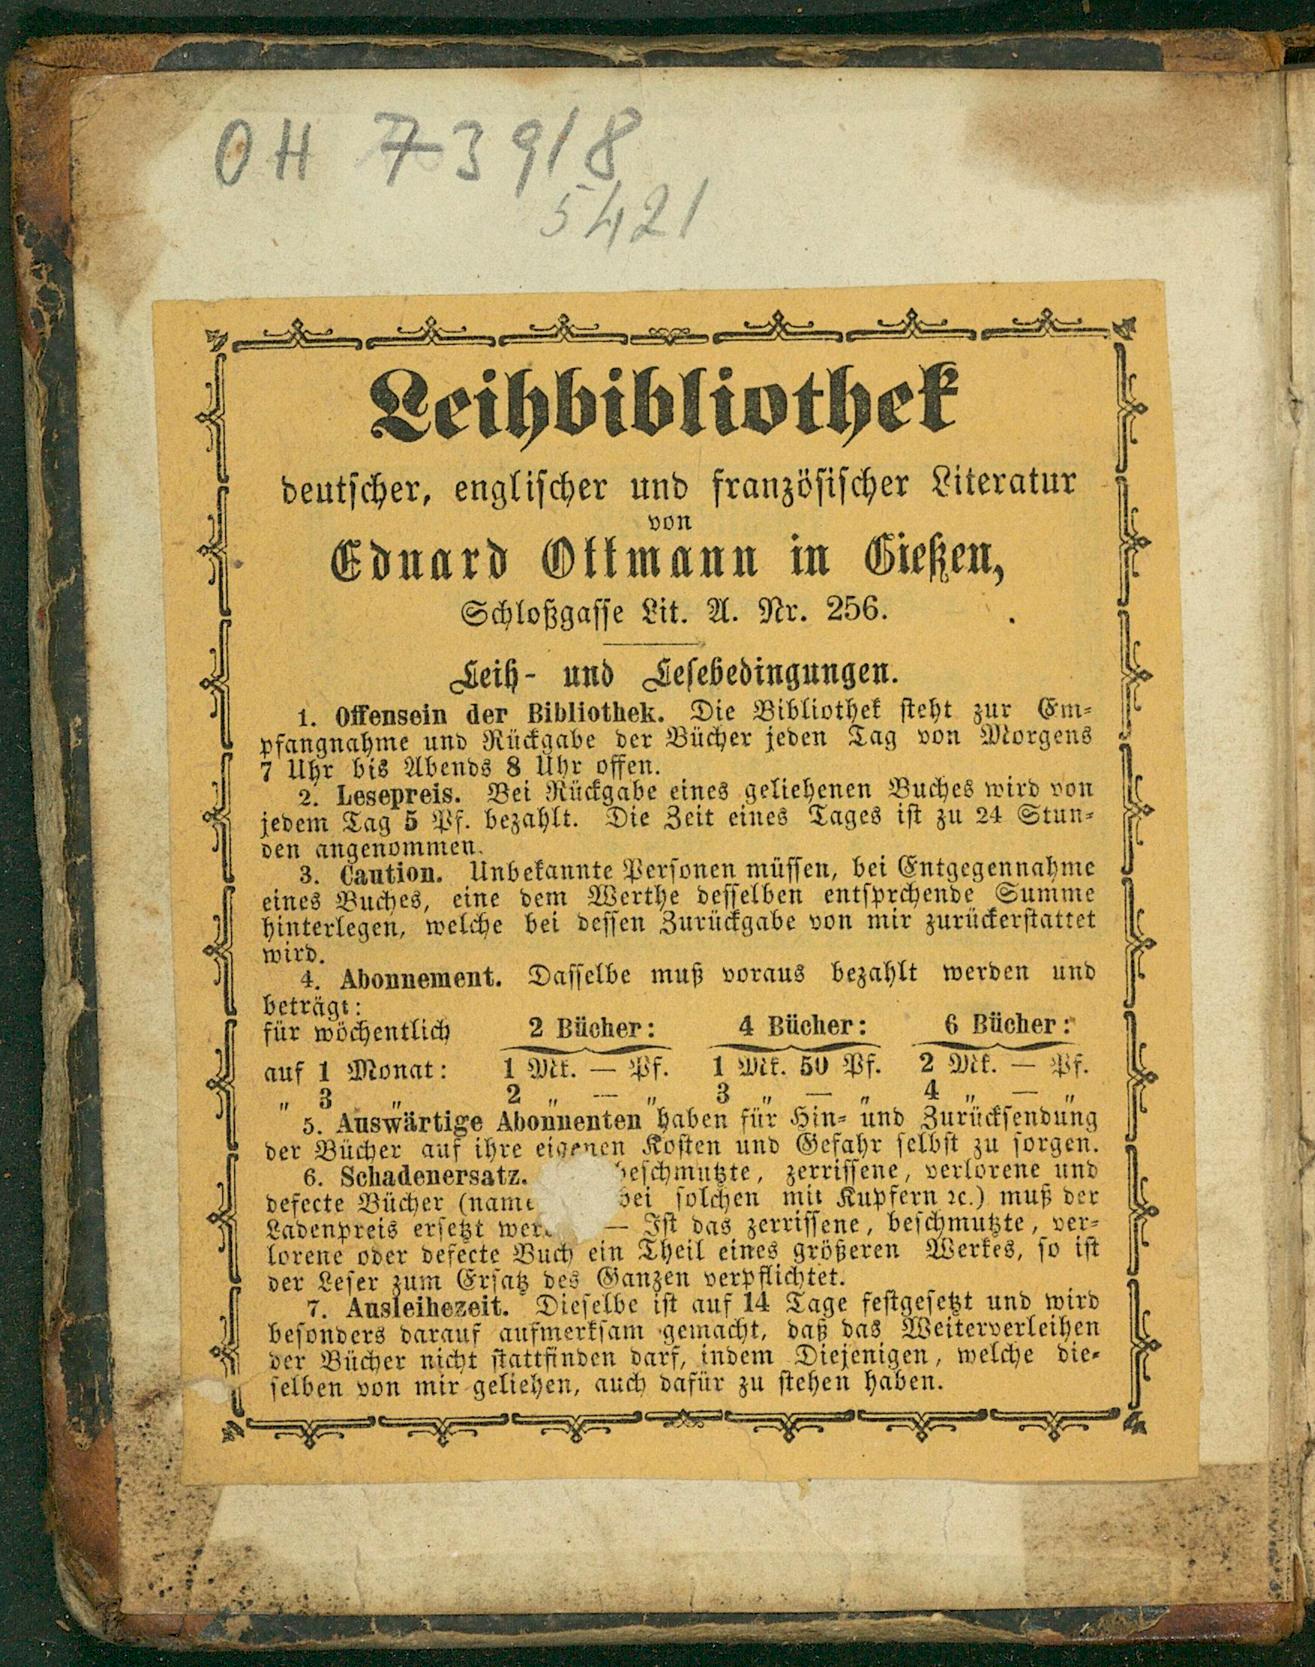 OH 73918
5421
Leihbibliothek
deutscher, englischer und französischer Literatur
von
Eduard Ottmann in Gießen,
Schloßgasse Lit. A. Nr. 256.
Leih- und Lesebedingungen.
1. Offensein der Bibliothek. Die Bibliothek steht zur Em-
pfangnahme und Rückgabe der Bücher jeden Tag von Morgens
7 Uhr bis Abends 8 Uhr offen.
2. Lesepreis. Bei Rückgabe eines geliehenen Buches wird von
jedem Tag 5 Pf. bezahlt. Die Zeit eines Tages ist zu 24 Stun-
den angenommen.
3. Caution. Unbekannte Personen müssen, bei Entgegennahme
eines Buches, eine dem Werthe desselben entsprchende Summe
hinterlegen, welche bei dessen Zurückgabe von mir zurückerstattet
wird.
4. Abonnement. Dasselbe muß voraus bezahlt werden und
beträgt:
für wöchentlich 2 Bücher: 4 Bücher: 6 Bücher:
auf 1 Monat: 1 Mk. — Pf. 1 Mk. 50 Pf. 2 Mk. — Pf.
„ 3 „ 2 „ — „ 3 „ — „ 4 „ — „
5. Auswärtige Abonnenten haben für Hin- und Zurücksendung
der Bücher auf ihre eigenen Kosten und Gefahr selbst zu sorgen.
6. Schadenersatz. beschmutzte, zerrissene, verlorene und
defecte Bücher (name bei solchen mit Kupfern ꝛc.) muß der
Ladenpreis ersetzt wer — Ist das zerrissene, beschmutzte, ver-
lorene oder defecte Buch ein Theil eines größeren Werkes, so ist
der Leser zum Ersatz des Ganzen verpflichtet.
7. Ausleihezeit. Dieselbe ist auf 14 Tage festgesetzt und wird
besonders darauf aufmerksam gemacht, daß das Weiterverleihen
der Bücher nicht stattfinden darf, indem Diejenigen, welche die-
selben von mir geliehen, auch dafür zu stehen haben.